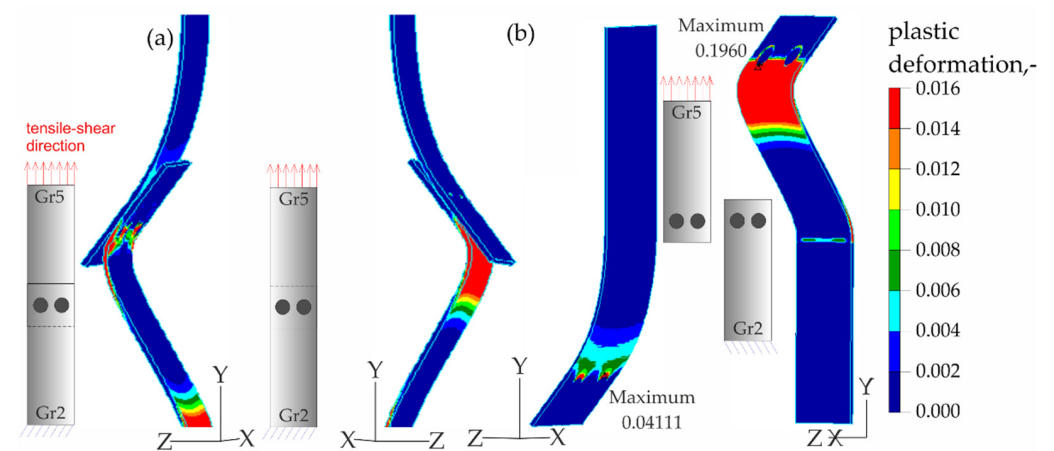 (a)
tensile-shear
direction
Gr5
Gr2
Y
Z
X
Gr5
Gr2
Y
X
Z
(b)
Maximum
0.04111
Y
Z
X
Gr5
Maximum
0.1960
Gr2
Y
Z
X
plastic
deformation,-
0.016
0.014
0.012
0.010
0.008
0.006
0.004
0.002
0.000